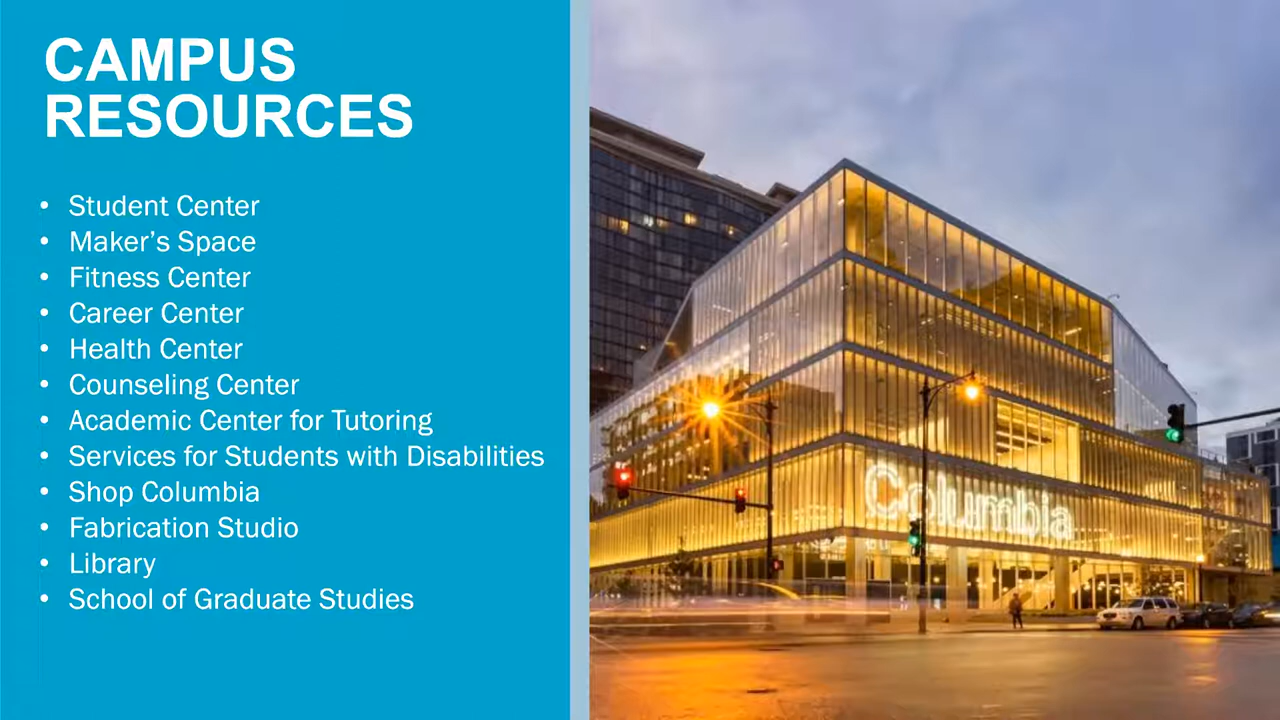 CAMPUS
RESOURCES
• Student Center
• Maker’s Space
• Fitness Center
• Career Center
• Health Center
• Counseling Center
• Academic Center for Tutoring
• Services for Students with Disabilities
• Shop Columbia
• Fabrication Studio
• Library
• School of Graduate Studies
Columbia